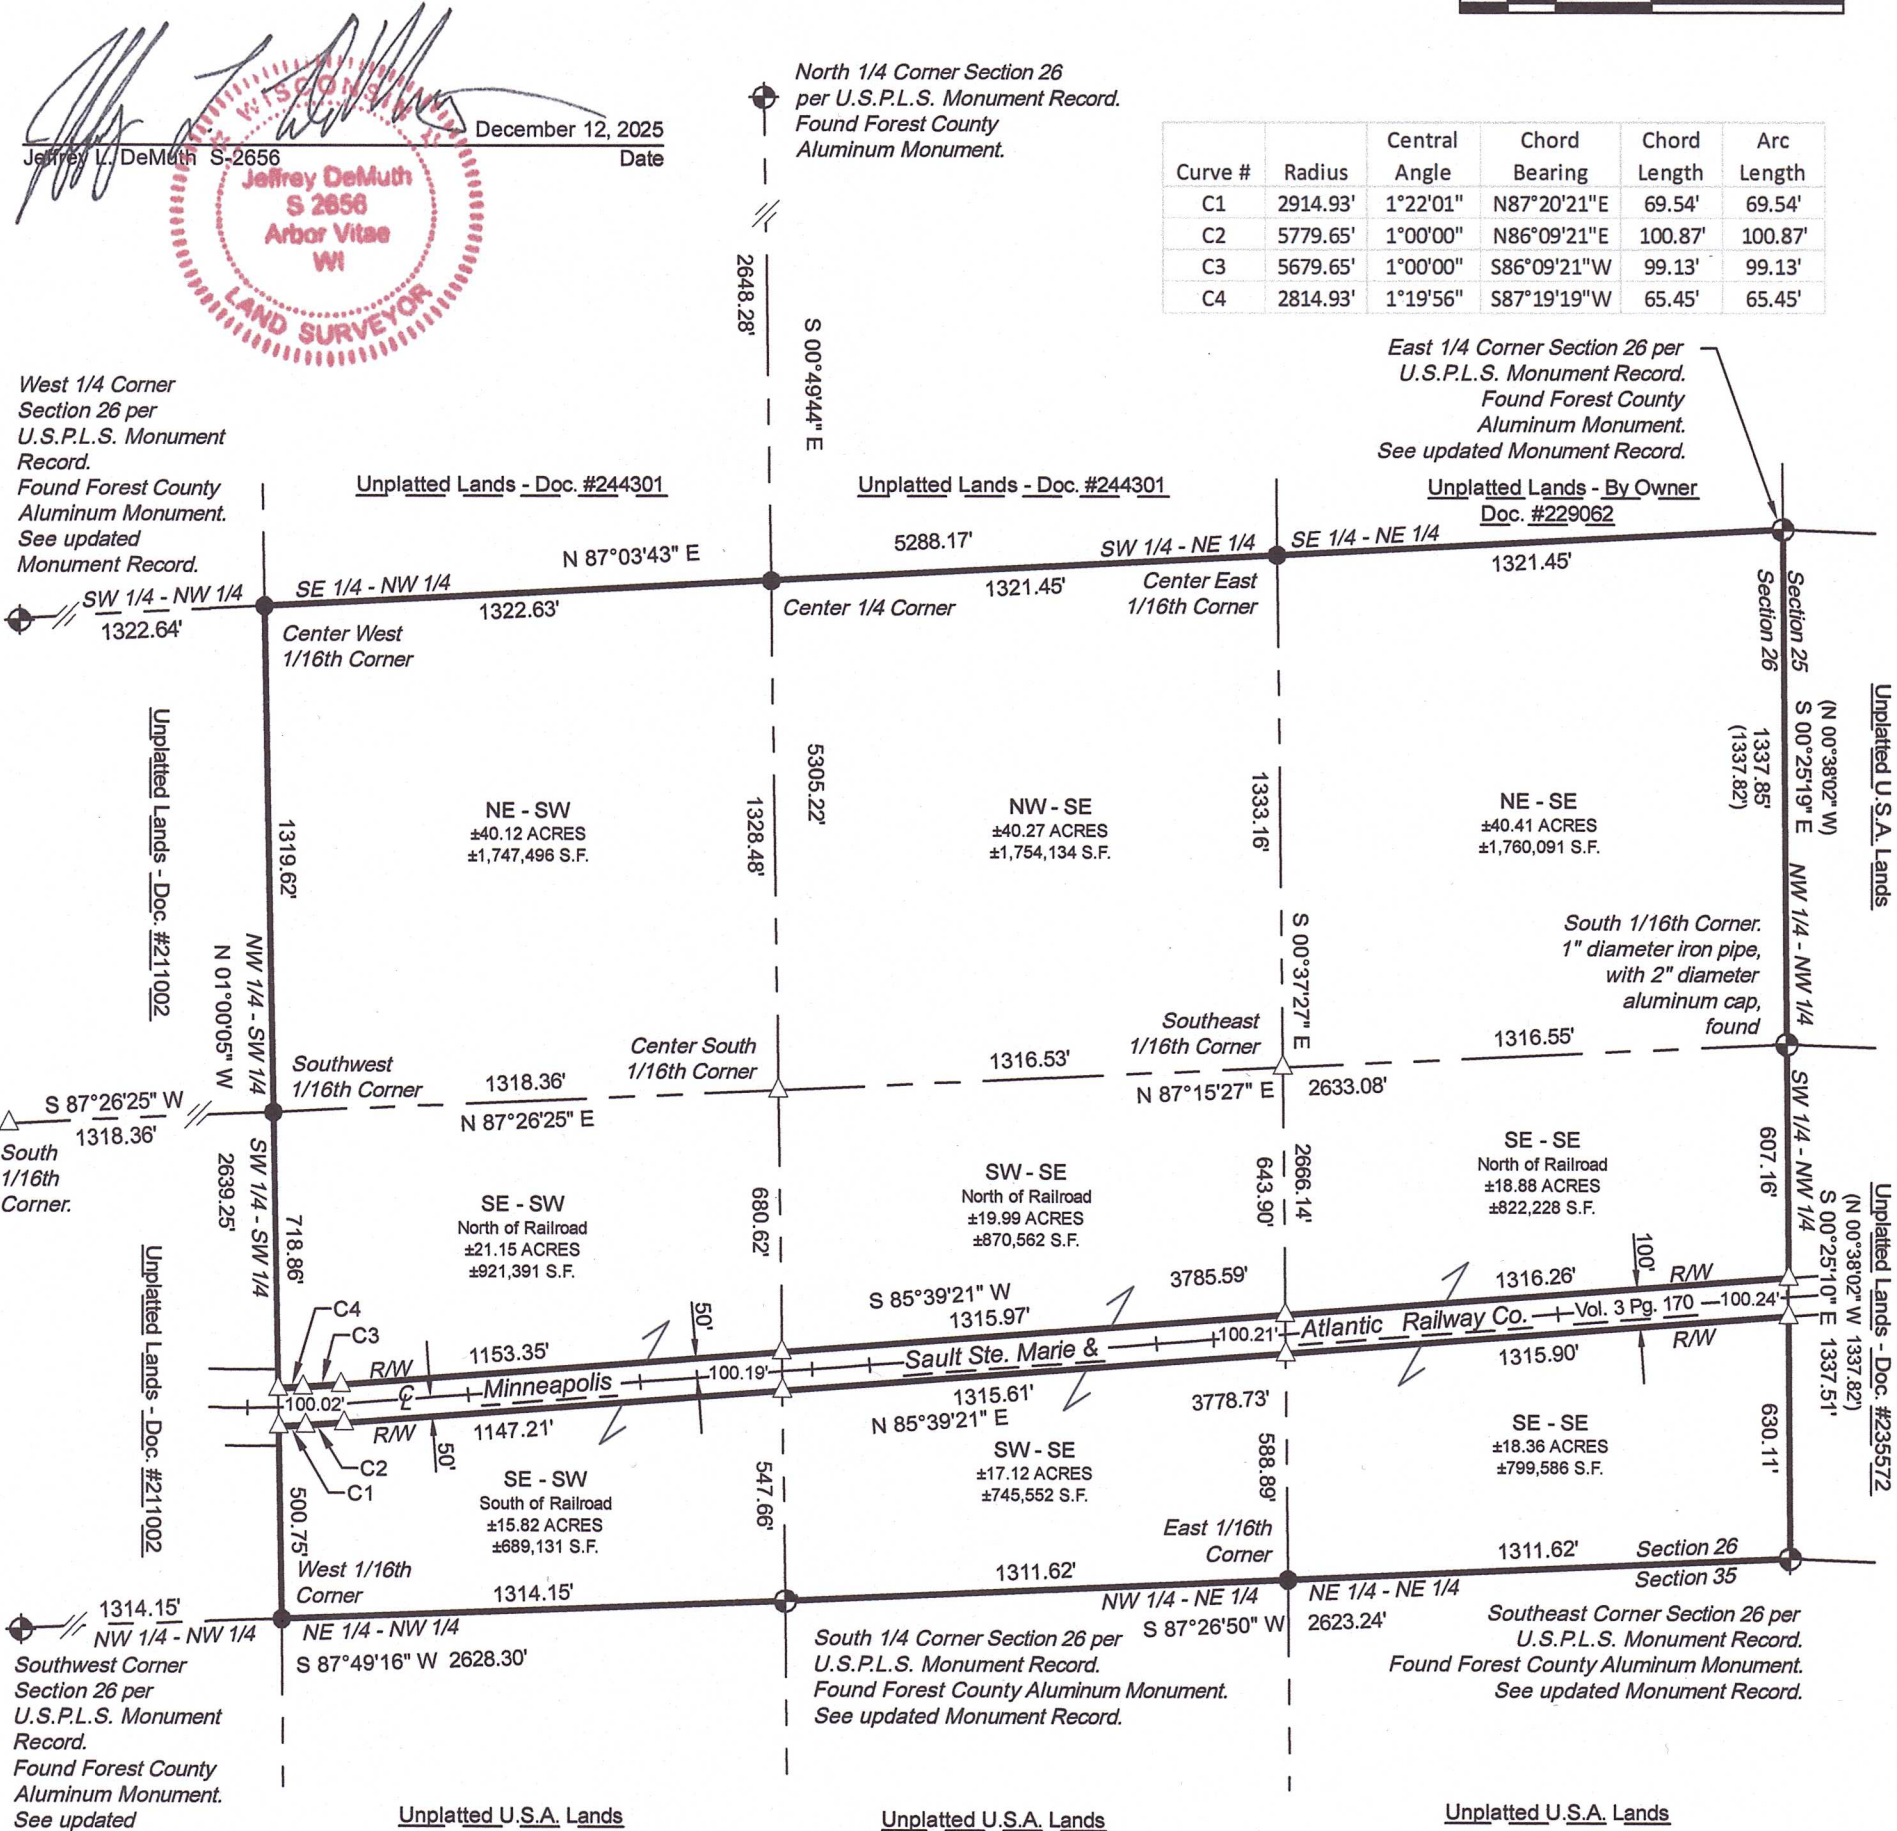 December 12, 2025
Jeffrey L. DeMuth S-2656
Date
WISCONSIN
Jeffrey DeMuth
S 2656
Arbor Vitae
WI
LAND SURVEYOR
North 1/4 Corner Section 26
per U.S.P.L.S. Monument Record.
Found Forest County
Aluminum Monument.
Curve # Radius Central Angle Chord Bearing Chord Length Arc Length
C1 2914.93' 1°22'01" N87°20'21"E 69.54' 69.54'
C2 5779.65' 1°00'00" N86°09'21"E 100.87' 100.87'
C3 5679.65' 1°00'00" S86°09'21"W 99.13' 99.13'
C4 2814.93' 1°19'56" S87°19'19"W 65.45' 65.45'
2648.28'
S 00°49'44" E
East 1/4 Corner Section 26 per
U.S.P.L.S. Monument Record.
Found Forest County
Aluminum Monument.
See updated Monument Record.
West 1/4 Corner
Section 26 per
U.S.P.L.S. Monument
Record.
Found Forest County
Aluminum Monument.
See updated
Monument Record.
Unplatted Lands - Doc. #244301
Unplatted Lands - Doc. #244301
Unplatted Lands - By Owner
Doc. #229062
N 87°03'43" E
5288.17'
SW 1/4 - NE 1/4
SE 1/4 - NE 1/4
SW 1/4 - NW 1/4
SE 1/4 - NW 1/4
1322.64'
1322.63'
1321.45'
1321.45'
Center West
1/16th Corner
Center 1/4 Corner
Center East
1/16th Corner
Section 25
Section 26
Unplatted Lands - Doc. #211002
1319.62'
NE - SW
±40.12 ACRES
±1,747,496 S.F.
1328.48'
5305.22'
NW - SE
±40.27 ACRES
±1,754,134 S.F.
1333.16'
NE - SE
±40.41 ACRES
±1,760,091 S.F.
(N 00°38'02" W)
S 00°25'19" E
1337.85'
(1337.82')
Unplatted U.S.A. Lands
NW 1/4 - NW 1/4
NW 1/4 - SW 1/4
N 01°00'05" W
S 00°37'27" E
South 1/16th Corner.
1" diameter iron pipe,
with 2" diameter
aluminum cap,
found
Southwest
1/16th Corner
Center South
1/16th Corner
Southeast
1/16th Corner
S 87°26'25" W
1318.36'
South
1/16th
Corner.
1318.36'
N 87°26'25" E
1316.53'
N 87°15'27" E
1316.55'
2633.08'
SW 1/4 - SW 1/4
2639.25'
718.86'
SE - SW
North of Railroad
±21.15 ACRES
±921,391 S.F.
680.62'
SW - SE
North of Railroad
±19.99 ACRES
±870,562 S.F.
643.90'
2666.14'
SE - SE
North of Railroad
±18.88 ACRES
±822,228 S.F.
607.16'
SW 1/4 - NW 1/4
S 00°25'10" E 1337.51'
(N 00°38'02" W 1337.82')
Unplatted Lands - Doc. #235572
Unplatted Lands - Doc. #211002
C4
C3
R/W
1153.35'
50'
S 85°39'21" W
1315.97'
3785.59'
1316.26'
100'
R/W
100.02'
℄
Minneapolis
100.19'
Sault Ste. Marie &
100.21'
Atlantic Railway Co.
Vol. 3 Pg. 170
100.24'
R/W
1147.21'
50'
1315.61'
N 85°39'21" E
3778.73'
1315.90'
R/W
C2
C1
500.75'
SE - SW
South of Railroad
±15.82 ACRES
±689,131 S.F.
547.66'
SW - SE
±17.12 ACRES
±745,552 S.F.
588.89'
SE - SE
±18.36 ACRES
±799,586 S.F.
630.11'
West 1/16th
Corner
East 1/16th
Corner
1314.15'
NW 1/4 - NW 1/4
1314.15'
NE 1/4 - NW 1/4
S 87°49'16" W 2628.30'
1311.62'
NW 1/4 - NE 1/4
S 87°26'50" W
1311.62'
NE 1/4 - NE 1/4
2623.24'
Section 26
Section 35
Southwest Corner
Section 26 per
U.S.P.L.S. Monument
Record.
Found Forest County
Aluminum Monument.
See updated
South 1/4 Corner Section 26 per
U.S.P.L.S. Monument Record.
Found Forest County Aluminum Monument.
See updated Monument Record.
Southeast Corner Section 26 per
U.S.P.L.S. Monument Record.
Found Forest County Aluminum Monument.
See updated Monument Record.
Unplatted U.S.A. Lands
Unplatted U.S.A. Lands
Unplatted U.S.A. Lands